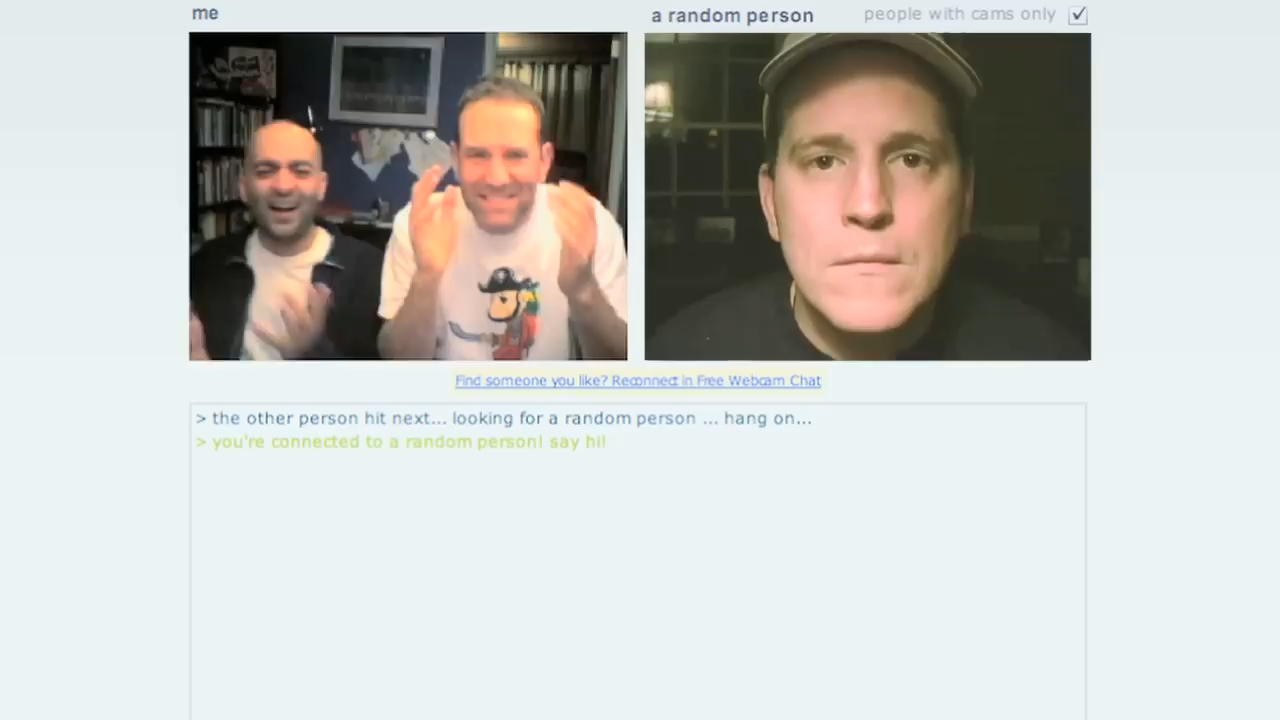 me
a random person
people with cams only
Find someone you like? Reconnect in Free Webcam Chat
> the other person hit next... looking for a random person ... hang on...
> you're connected to a random person! say hi!